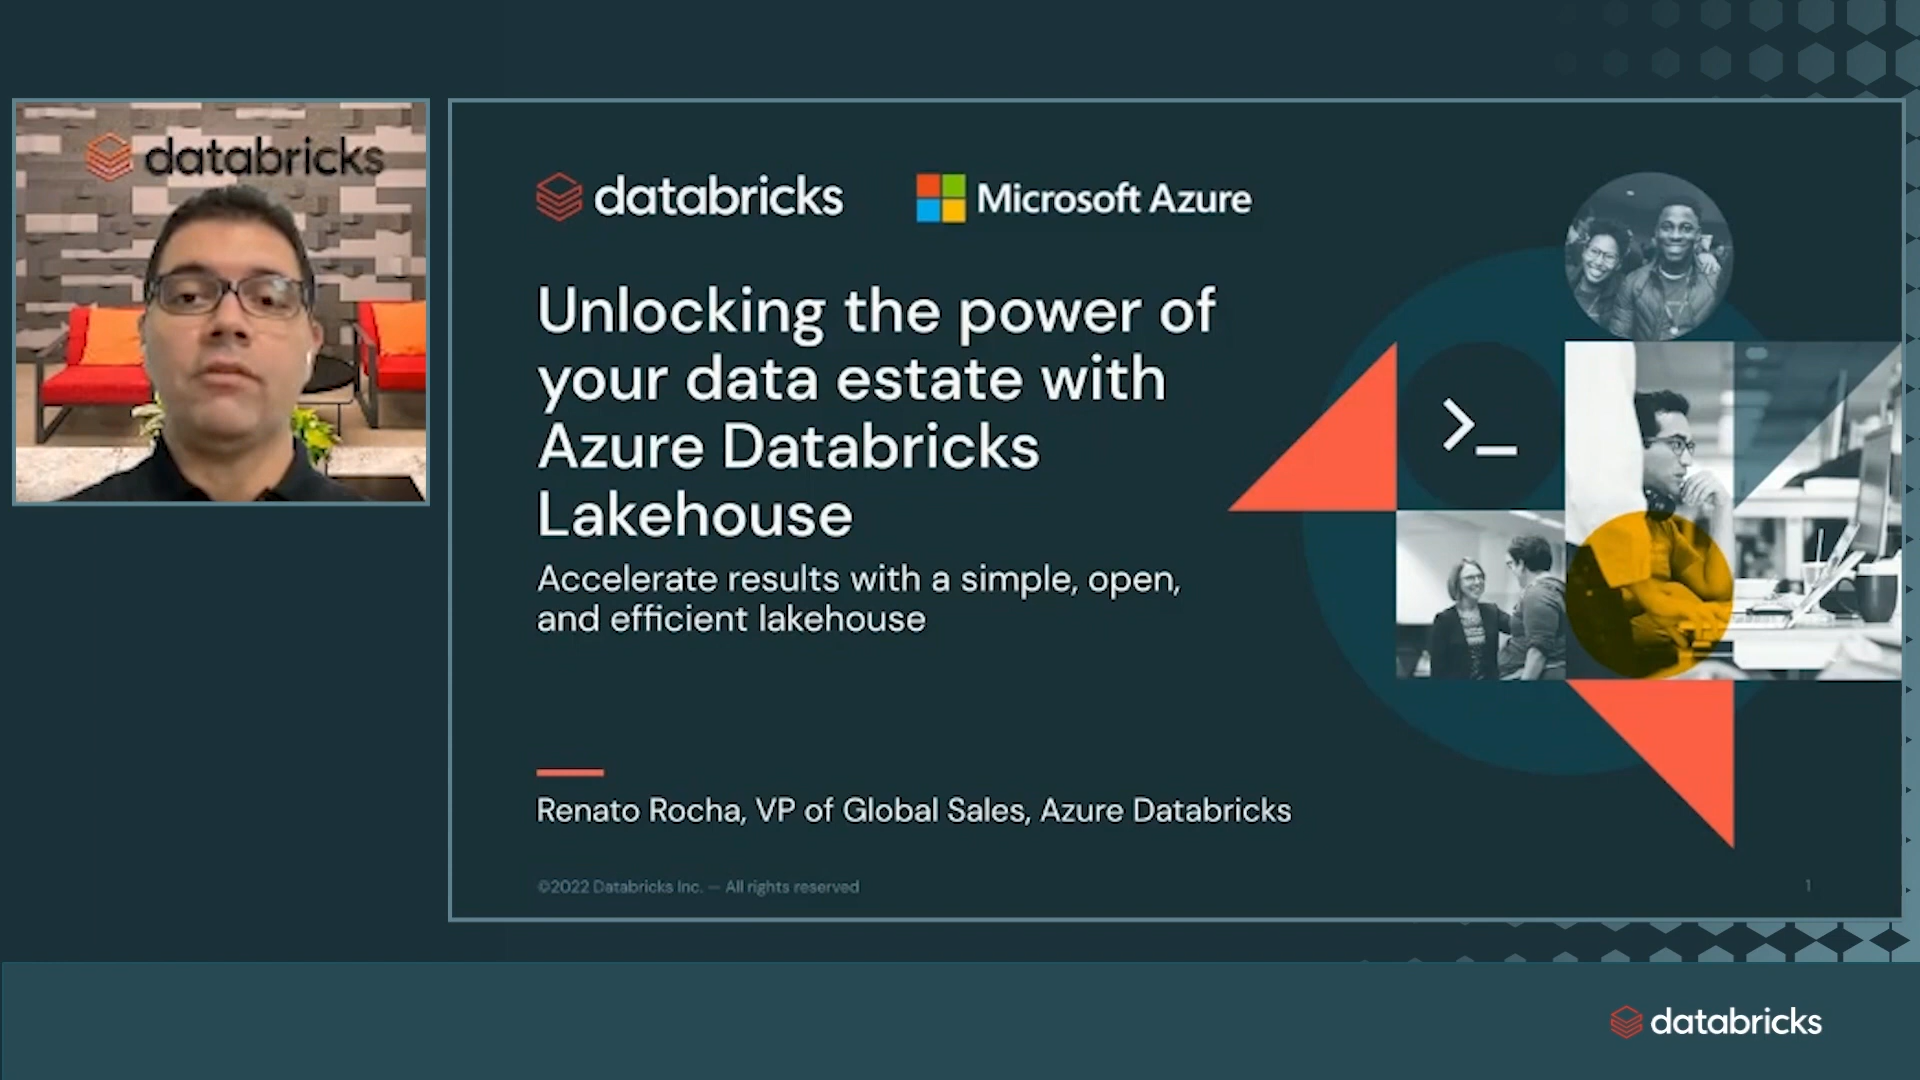 databricks
databricks
Microsoft Azure
Unlocking the power of
your data estate with
Azure Databricks
Lakehouse
Accelerate results with a simple, open,
and efficient lakehouse
>_
Renato Rocha, VP of Global Sales, Azure Databricks
©2022 Databricks Inc. — All rights reserved
1
databricks